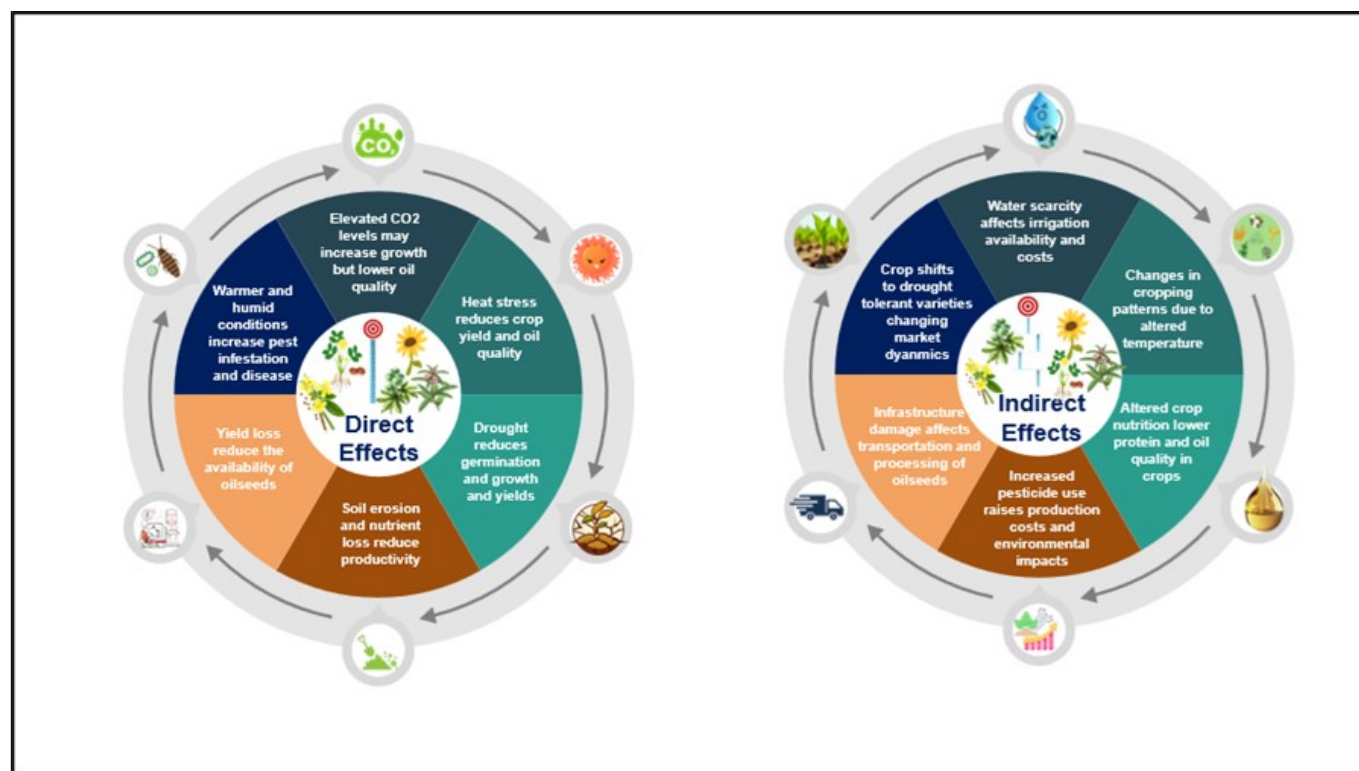 CO2
Elevated CO2
levels may
increase growth
but lower oil
quality
Heat stress
reduces crop
yield and oil
quality
Drought
reduces
germination
and growth
and yields
Soil erosion
and nutrient
loss reduce
productivity
Yield loss
reduce the
availability of
oilseeds
Warmer and
humid
conditions
increase pest
infestation
and disease
Direct
Effects
Water scarcity
affects irrigation
availability and
costs
Changes in
cropping
patterns due to
altered
temperature
Altered crop
nutrition lower
protein and oil
quality in
crops
Increased
pesticide use
raises production
costs and
environmental
impacts
Infrastructure
damage affects
transportation and
processing of
oilseeds
Crop shifts
to drought
tolerant varieties
changing
market
dyanmics
Indirect
Effects